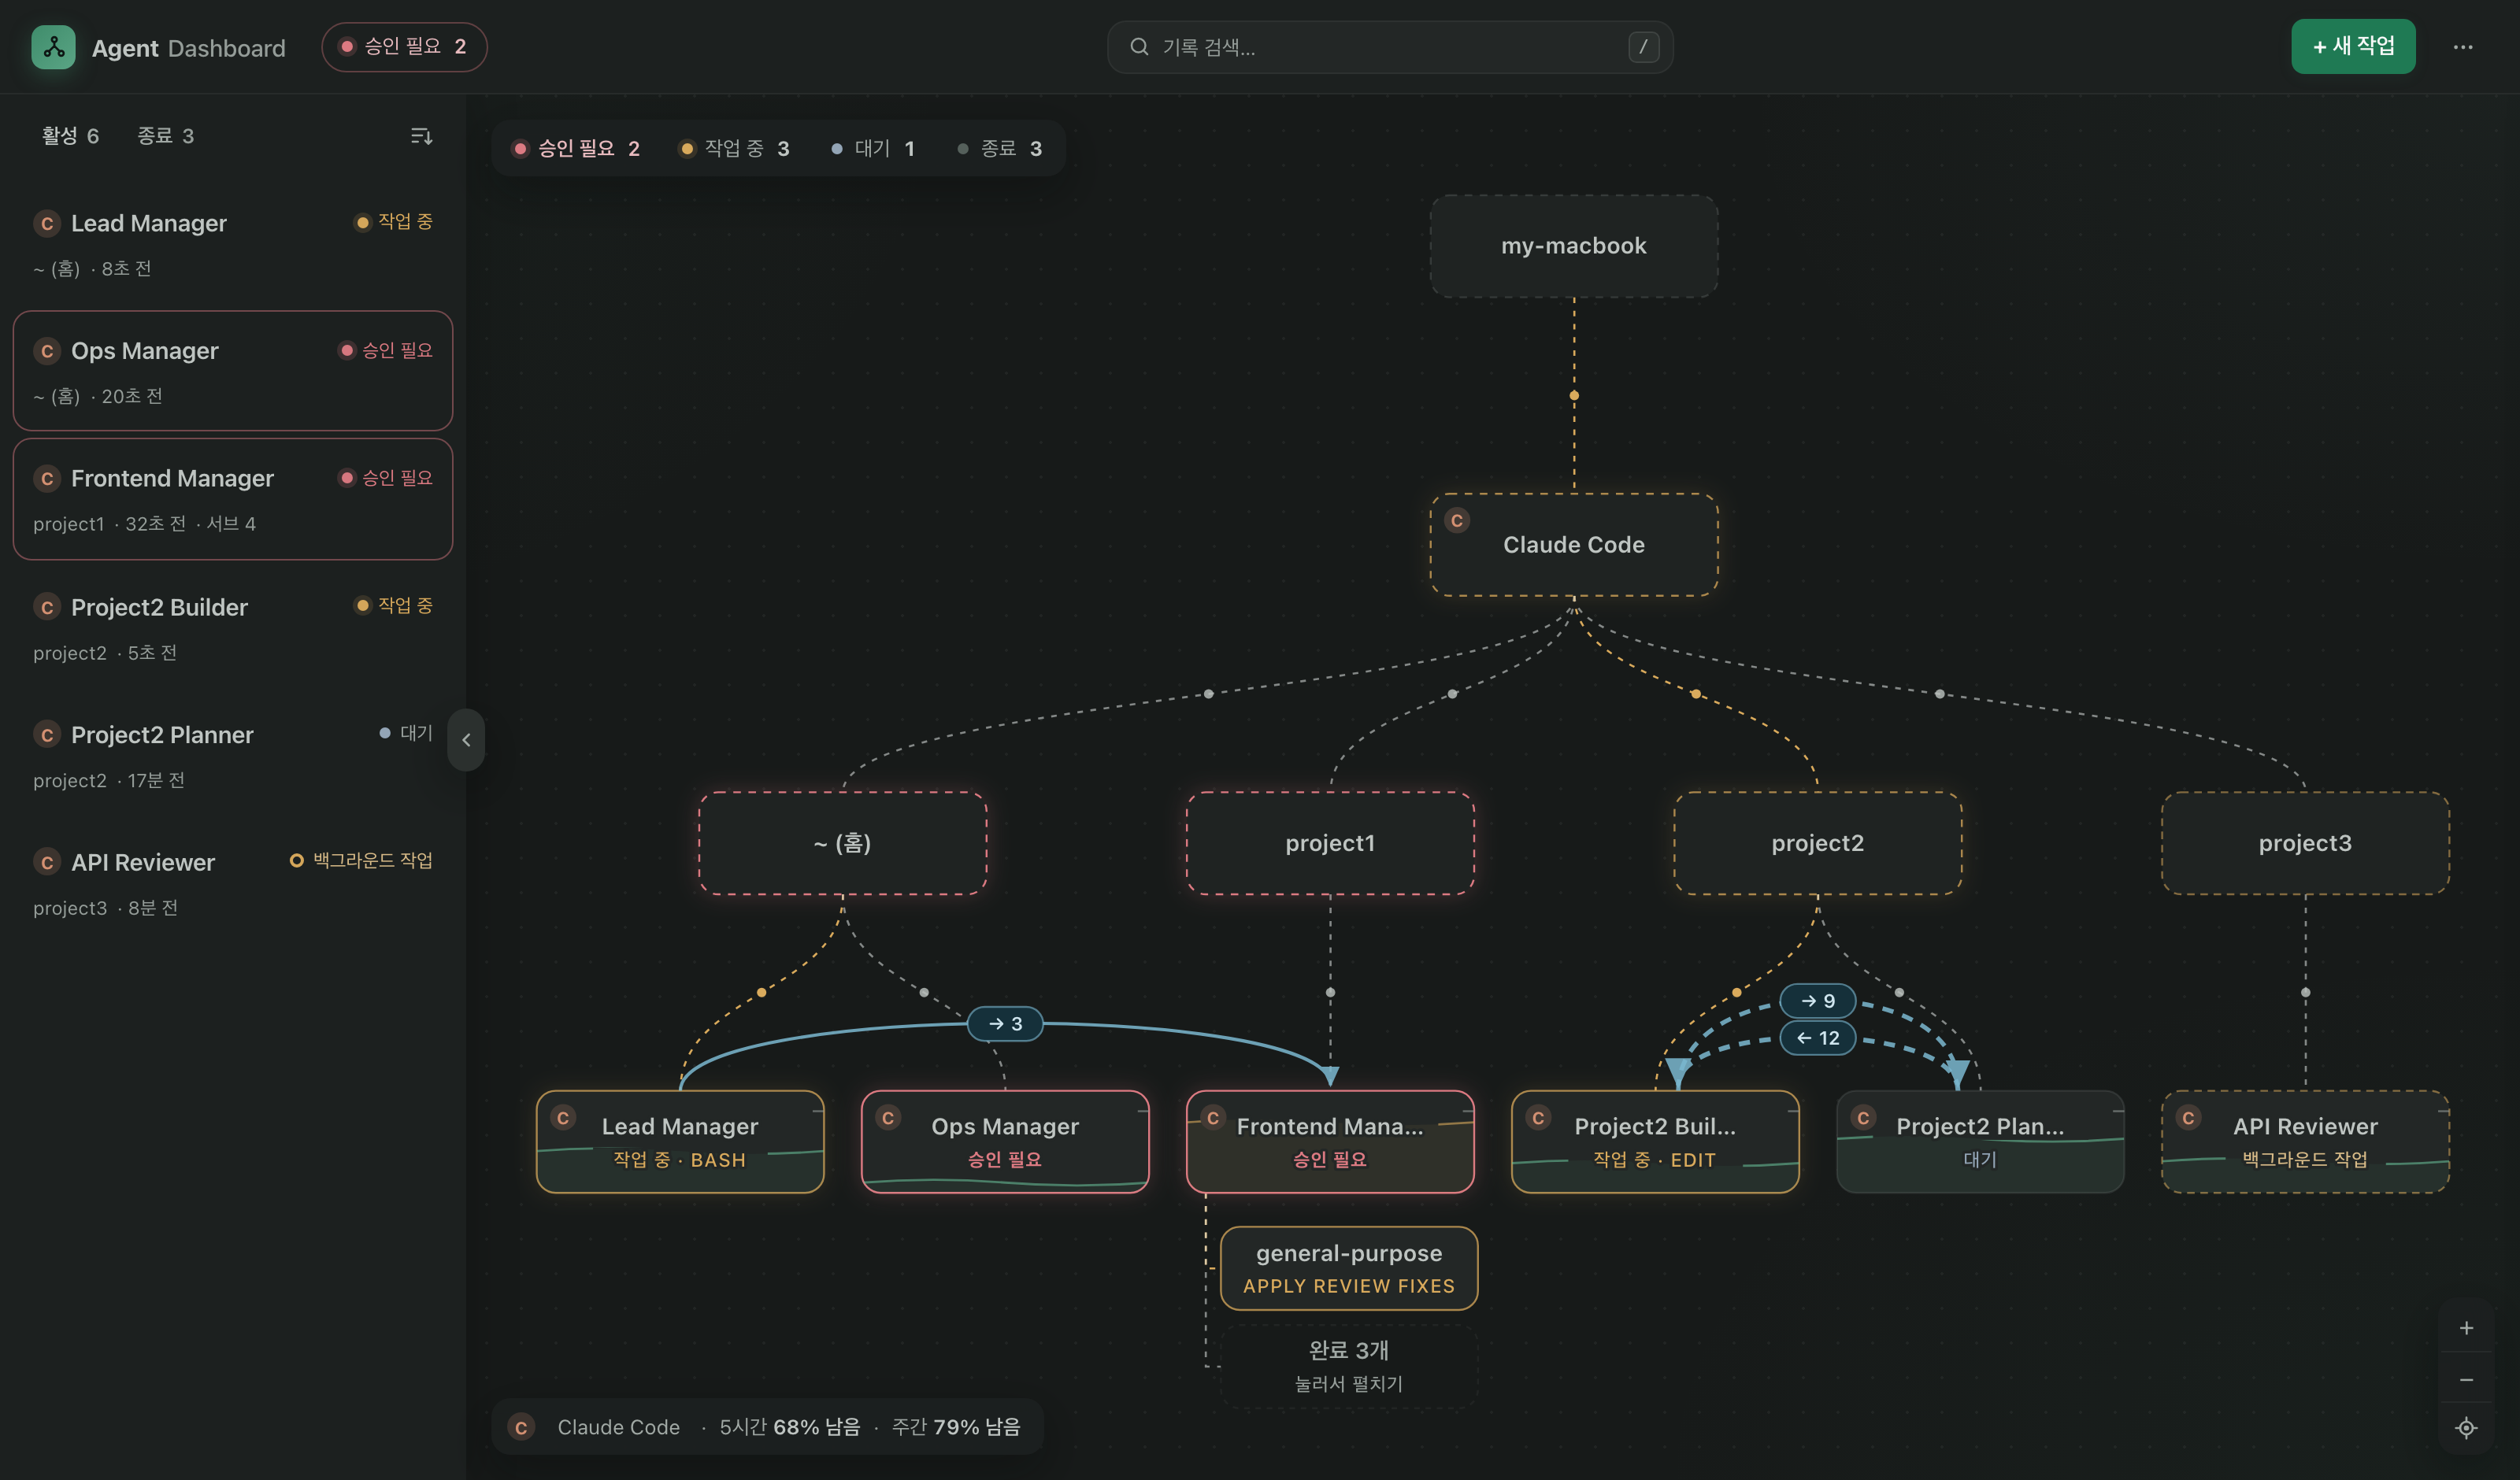 Agent Dashboard
승인 필요 2
기록 검색...
/
+ 새 작업
활성 6
종료 3
C Lead Manager
작업 중
~ (홈) · 8초 전
C Ops Manager
승인 필요
~ (홈) · 20초 전
C Frontend Manager
승인 필요
project1 · 32초 전 · 서브 4
C Project2 Builder
작업 중
project2 · 5초 전
C Project2 Planner
대기
project2 · 17분 전
C API Reviewer
백그라운드 작업
project3 · 8분 전
승인 필요 2
작업 중 3
대기 1
종료 3
my-macbook
C
Claude Code
~ (홈)
project1
project2
project3
→ 3
→ 9
← 12
C Lead Manager
작업 중 · BASH
C Ops Manager
승인 필요
C Frontend Mana...
승인 필요
C Project2 Buil...
작업 중 · EDIT
C Project2 Plan...
대기
C API Reviewer
백그라운드 작업
general-purpose
APPLY REVIEW FIXES
완료 3개
눌러서 펼치기
C Claude Code · 5시간 68% 남음 · 주간 79% 남음
+
−